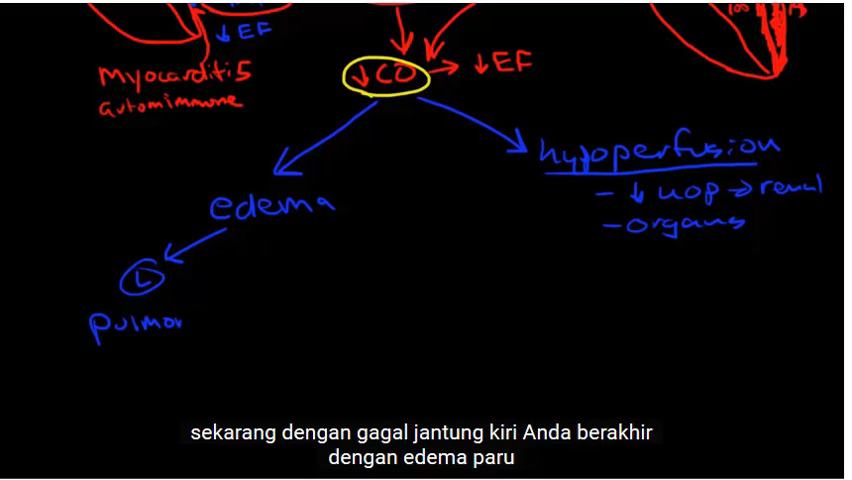 ↓ EF
Myocarditis
autoimmune
↓ CO → ↓ EF
100
hypoperfusion
- ↓ UOP → renal
- organs
edema
L
pulmon
sekarang dengan gagal jantung kiri Anda berakhir
dengan edema paru